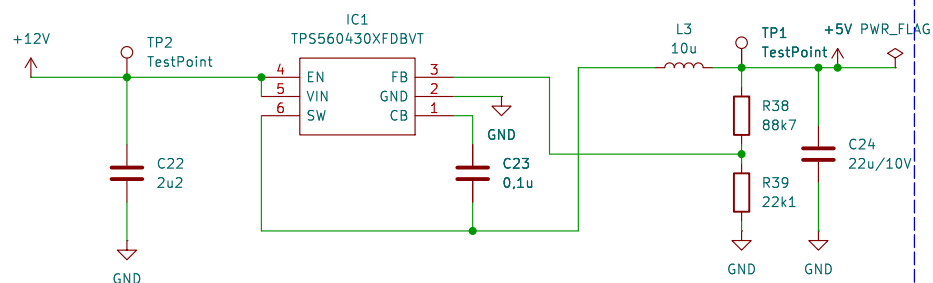 +12V
TP2
TestPoint
IC1
TPS560430XFDBVT
4 EN
5 VIN
6 SW
FB 3
GND 2
CB 1
GND
C22
2u2
GND
C23
0,1u
L3
10u
TP1
TestPoint
+5V PWR_FLAG
R38
88k7
R39
22k1
C24
22u/10V
GND
GND